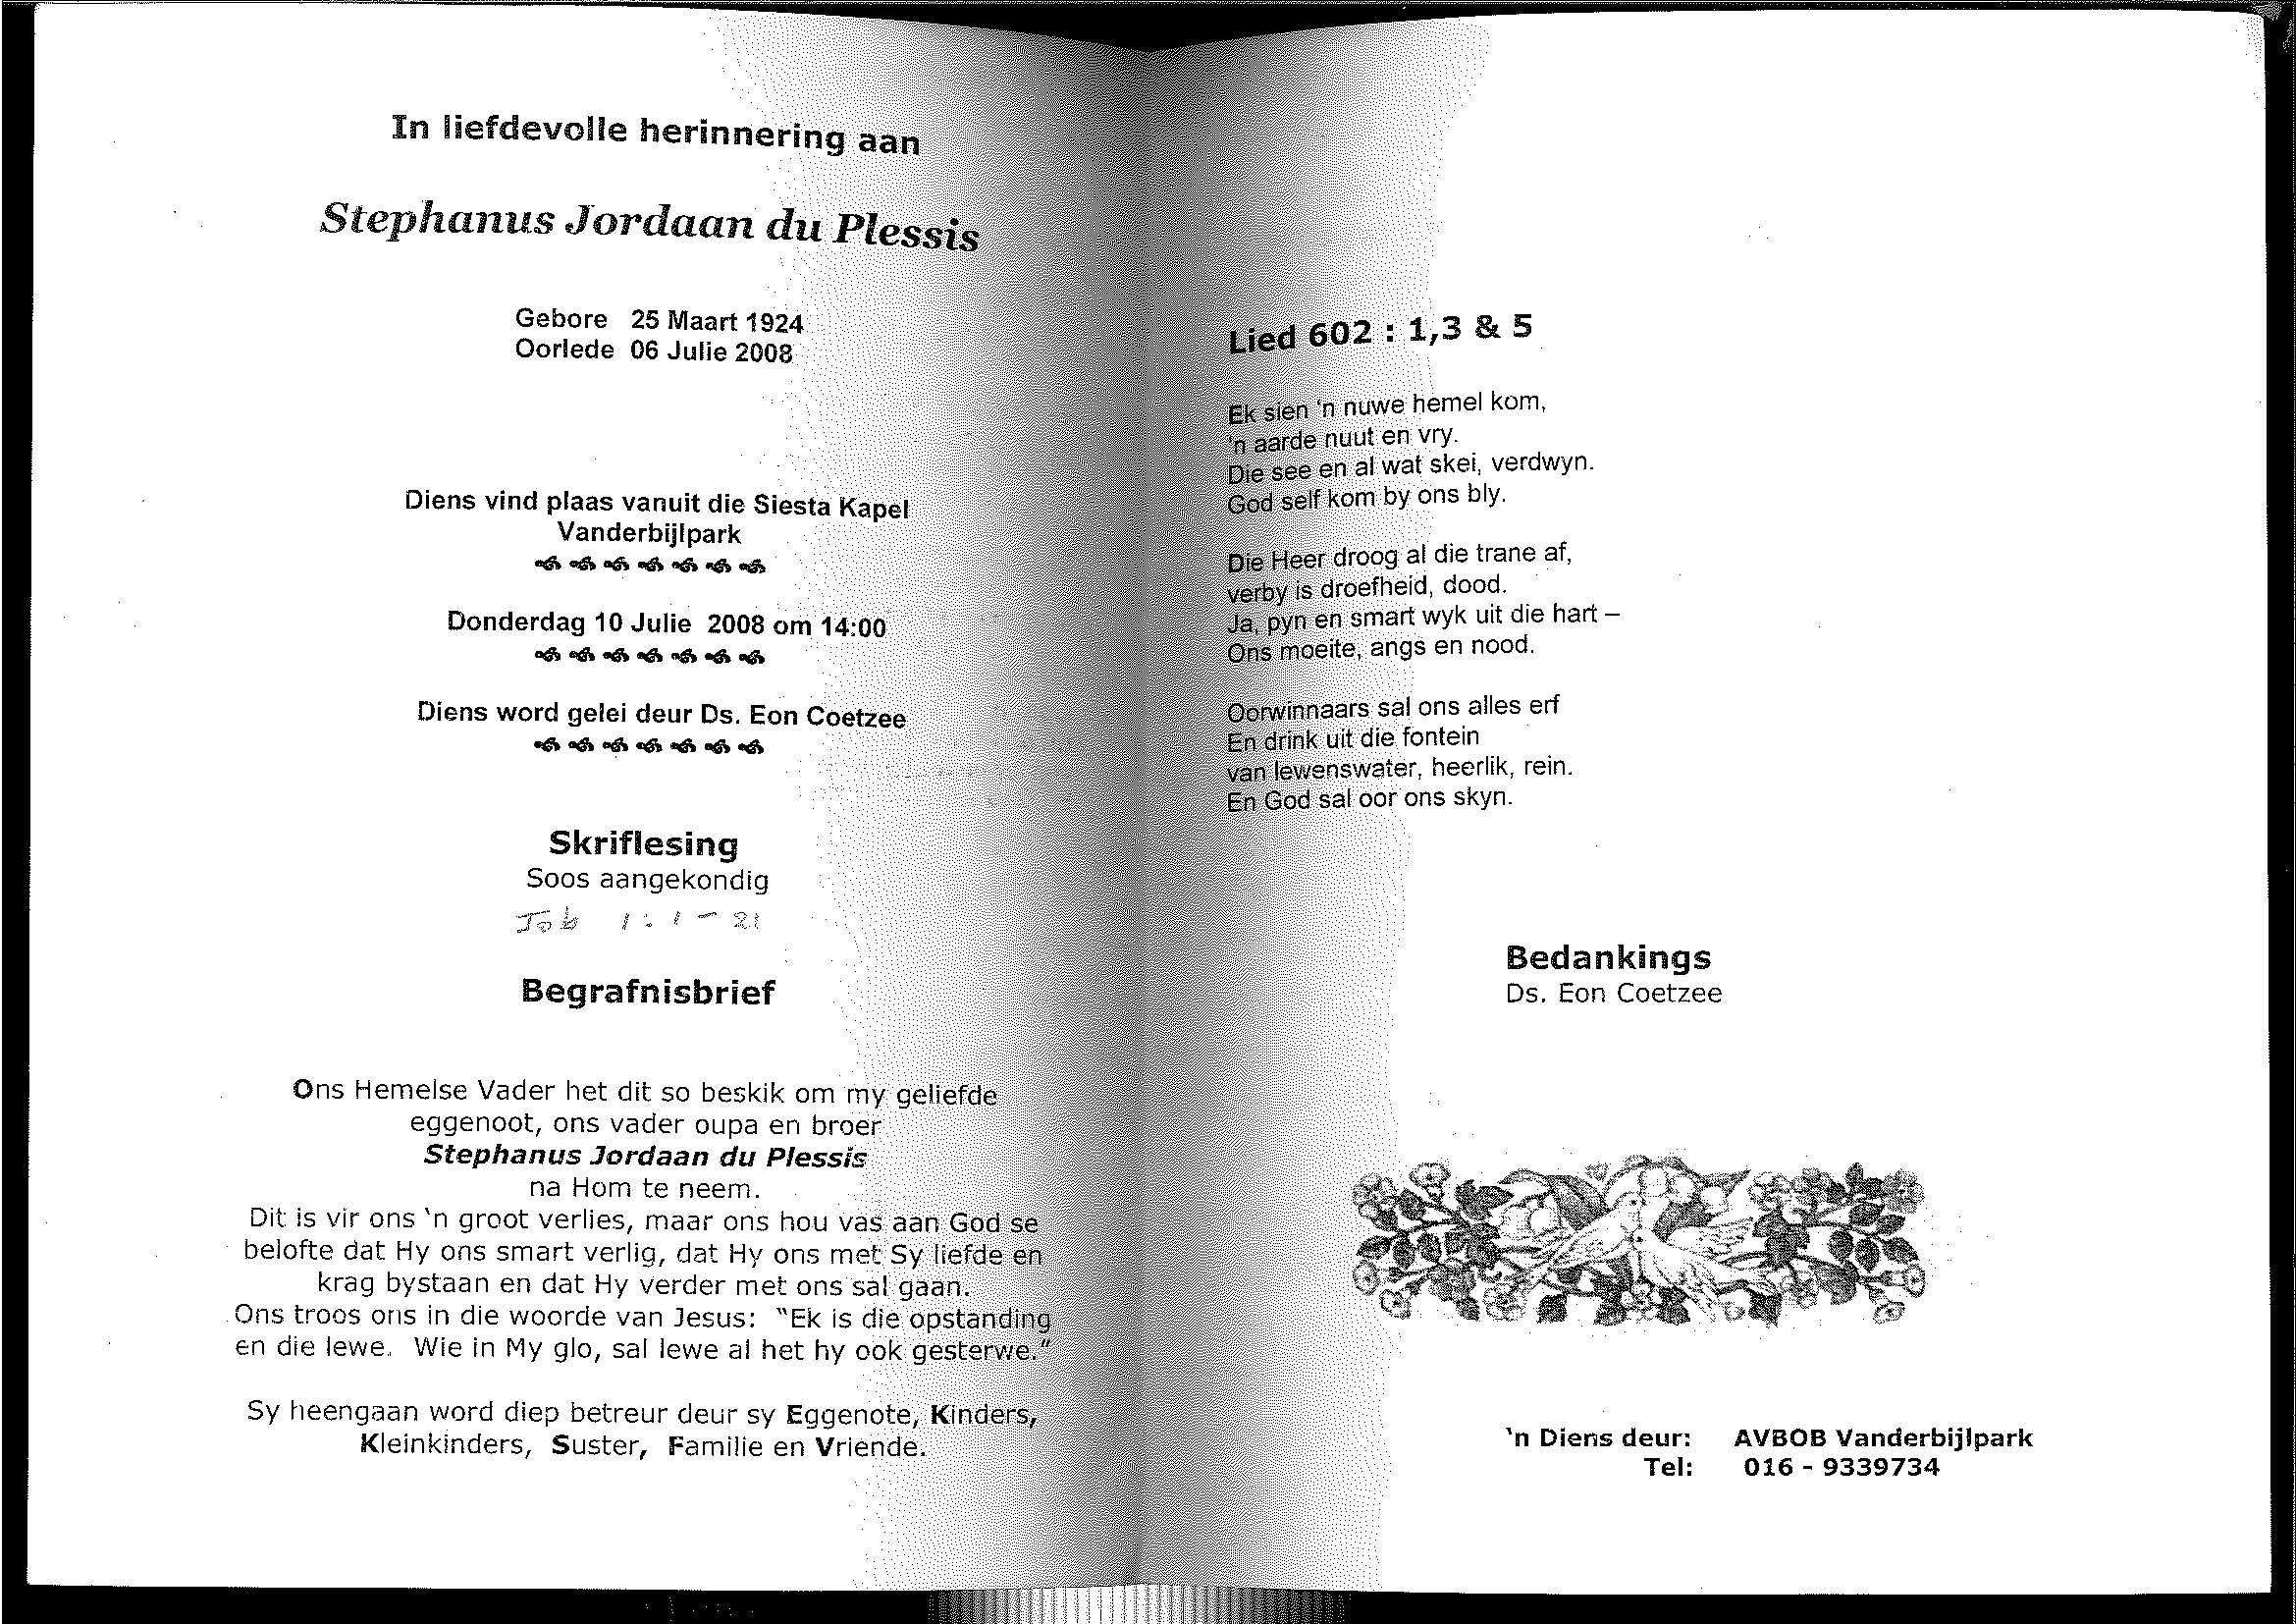 In liefdevolle herinnering aan
Stephanus Jordaan du Plessis
Gebore 25 Maart 1924
Oorlede 06 Julie 2008
Diens vind plaas vanuit die Siesta Kapel
Vanderbijlpark
Donderdag 10 Julie 2008 om 14:00
Diens word gelei deur Ds. Eon Coetzee
Skriflesing
Soos aangekondig
Job 1:1-21
Begrafnisbrief
Ons Hemelse Vader het dit so beskik om my geliefde
eggenoot, ons vader oupa en broer
Stephanus Jordaan du Plessis
na Hom te neem.
Dit is vir ons 'n groot verlies, maar ons hou vas aan God se
belofte dat Hy ons smart verlig, dat Hy ons met Sy liefde en
krag bystaan en dat Hy verder met ons sal gaan.
Ons troos ons in die woorde van Jesus: "Ek is die opstanding
en die lewe. Wie in My glo, sal lewe al het hy ook gesterwe."
Sy heengaan word diep betreur deur sy Eggenote, Kinders,
Kleinkinders, Suster, Familie en Vriende.
Lied 602 : 1,3 & 5
Ek sien 'n nuwe hemel kom,
'n aarde nuut en vry.
Die see en al wat skei, verdwyn.
God self kom by ons bly.
Die Heer droog al die trane af,
verby is droefheid, dood.
Ja, pyn en smart wyk uit die hart –
Ons moeite, angs en nood.
Oorwinnaars sal ons alles erf
En drink uit die fontein
van lewenswater, heerlik, rein.
En God sal oor ons skyn.
Bedankings
Ds. Eon Coetzee
'n Diens deur: AVBOB Vanderbijlpark
Tel: 016 - 9339734